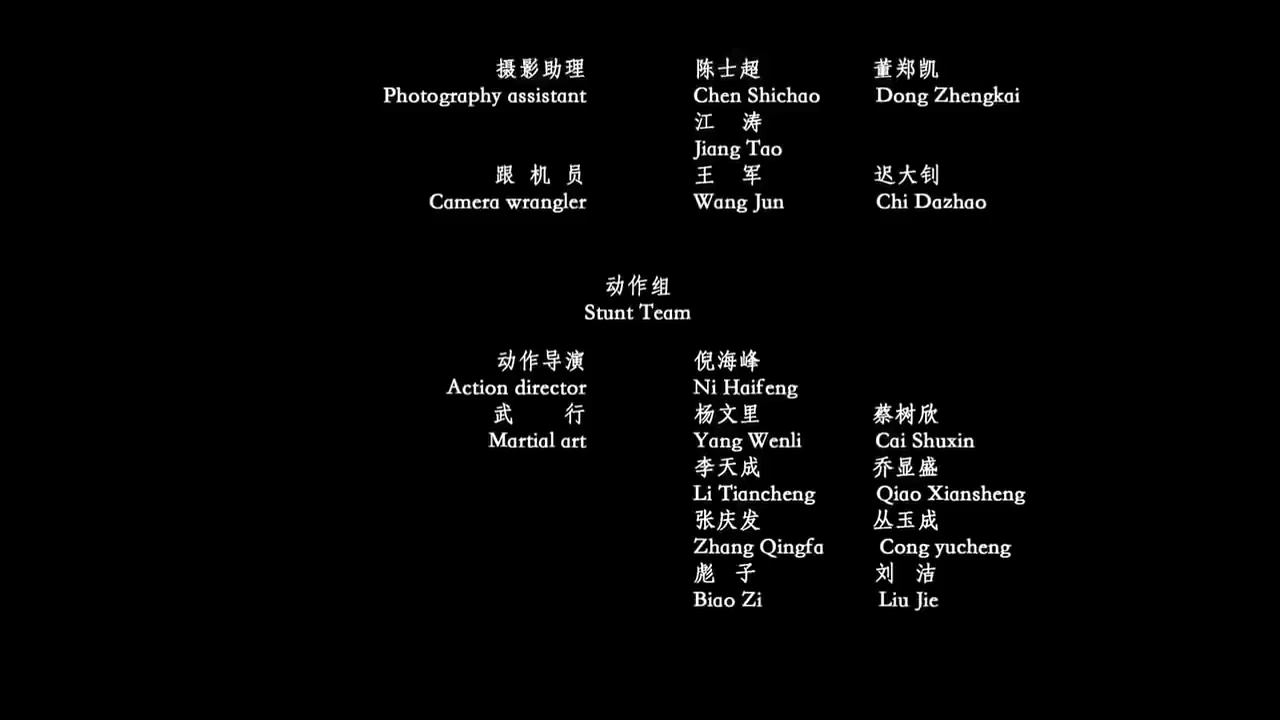 摄影助理 陈士超 董郑凯
Photography assistant Chen Shichao Dong Zhengkai
江 涛
Jiang Tao
跟 机 员 王 军 迟大钊
Camera wrangler Wang Jun Chi Dazhao
动作组
Stunt Team
动作导演 倪海峰
Action director Ni Haifeng
武 行 杨文里 蔡树欣
Martial art Yang Wenli Cai Shuxin
李天成 乔显盛
Li Tiancheng Qiao Xiansheng
张庆发 丛玉成
Zhang Qingfa Cong yucheng
彪 子 刘 洁
Biao Zi Liu Jie